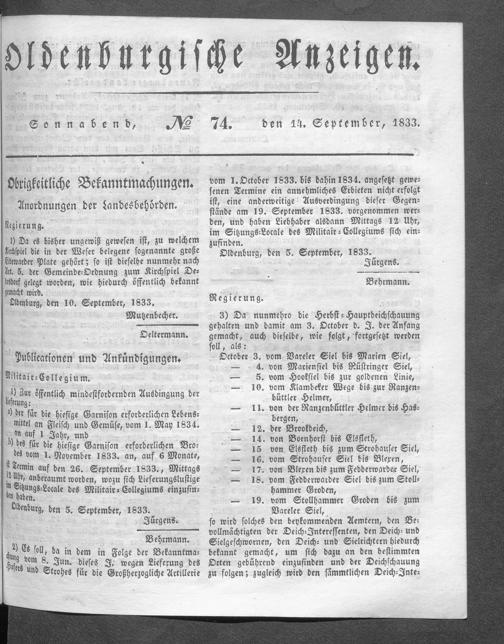 Oldenburgische Anzeigen.
Sonnabend, № 74. den 14. September, 1833.
Obrigkeitliche Bekanntmachungen.
Anordnungen der Landesbehörden.
Regierung.
1) Da es bisher ungewiß gewesen ist, zu welchem
Kirchspiel die in der Weser belegene sogenannte große
Plate gehört; so ist dieselbe nunmehr nach
Art. 5. der Gemeinde-Ordnung zum Kirchspiel De-
desdorf gelegt worden, wie hiedurch öffentlich bekannt
gemacht wird.
Oldenburg, den 10. September, 1833.
Mutzenbecher.
Oeltermann.
Publicationen und Ankündigungen.
Militair-Collegium.
1) Zur öffentlich mindestfordernden Ausdingung der
Lieferung:
a) der für die hiesige Garnison erforderlichen Lebens-
mittel an Fleisch und Gemüse, vom 1. May 1834.
an auf 1 Jahr, und
b) des für die hiesige Garnison erforderlichen Bro-
des vom 1. November 1833. an, auf 6 Monate,
ist Termin auf den 26. September 1833., Mittags
12 Uhr, anberaumt worden, wozu sich Lieferungslustige
im Sitzungs-Locale des Militair-Collegiums einzufin-
den haben.
Oldenburg, den 5. September, 1833.
Jürgens.
Behrmann.
2) Es soll, da in dem in Folge der Bekanntma-
chung vom 8. Jun. dieses J. wegen Lieferung des
Hafers und Strohes für die Großherzogliche Artillerie
vom 1. October 1833. bis dahin 1834. angesetzt gewe-
senen Termine ein annehmliches Erbieten nicht erfolgt
ist, eine anderweitige Ausverdingung dieser Gegen-
stände am 19. September 1833. vorgenommen wer-
den, und haben Liebhaber alsdann Mittags 12 Uhr,
im Sitzungs-Locale des Militair-Collegiums sich ein-
zufinden.
Oldenburg, den 5. September, 1833.
Jürgens.
Behrmann.
Regierung.
3) Da nunmehro die Herbst-Hauptdeichschauung
gehalten und damit am 3. October d. J. der Anfang
gemacht, auch dieselbe, wie folgt, fortgesetzt werden
soll, als:
October 3. vom Vareler Siel bis Marien Siel,
— 4. vom Mariensiel bis Rüstringer Siel,
— 5. vom Hooksiel bis zur goldenen Linie,
— 10. vom Klambeker Wege bis zur Ranzen-
büttler Helmer,
— 11. von der Ranzenbüttler Helmer bis Has-
bergen,
— 12. der Brookdeich,
— 14. von Boenhorst bis Elsfleth,
— 15. von Elsfleth bis zum Strohauser Siel,
— 16. vom Strohauser Siel bis Blexen,
— 17. von Blexen bis zum Fedderwarder Siel,
— 18. vom Fedderwarder Siel bis zum Stoll-
hammer Groden,
— 19. vom Stollhammer Groden bis zum
Vareler Siel,
so wird solches den beykommenden Aemtern, den Be-
vollmächtigten der Deich-Interessenten, den Deich- und
Sielgeschwornen, den Deich- und Sielrichtern hiedurch
bekannt gemacht, um sich dazu an den bestimmten
Orten gebührend einzufinden und der Deichschauung
zu folgen; zugleich wird den sämmtlichen Deich-Inte-